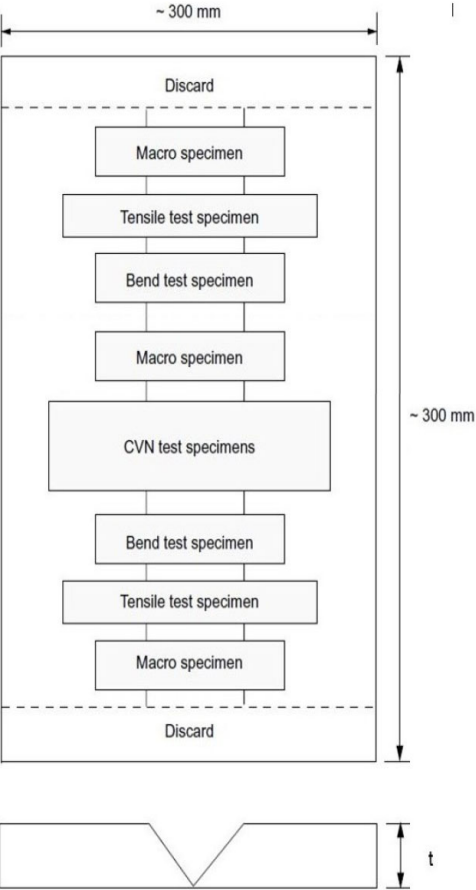 ~ 300 mm
Discard
Macro specimen
Tensile test specimen
Bend test specimen
Macro specimen
~ 300 mm
CVN test specimens
Bend test specimen
Tensile test specimen
Macro specimen
Discard
t